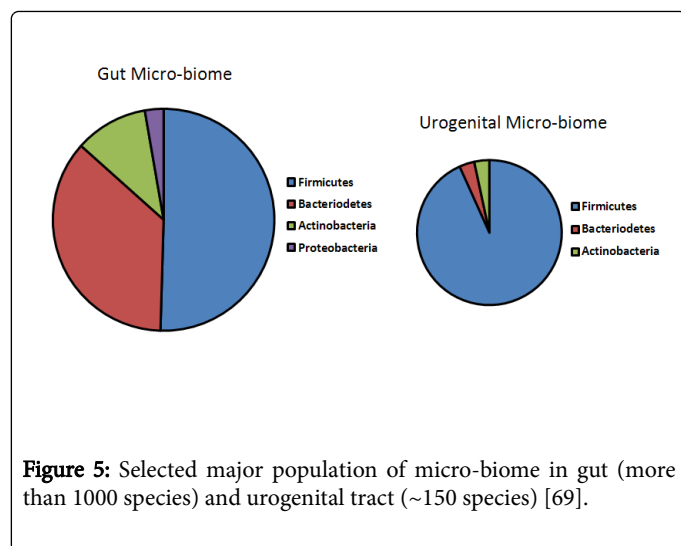 Gut Micro-biome
Firmicutes
Bacteriodetes
Actinobacteria
Proteobacteria
Urogenital Micro-biome
Firmicutes
Bacteriodetes
Actinobacteria
Figure 5: Selected major population of micro-biome in gut (more
than 1000 species) and urogenital tract (~150 species) [69].